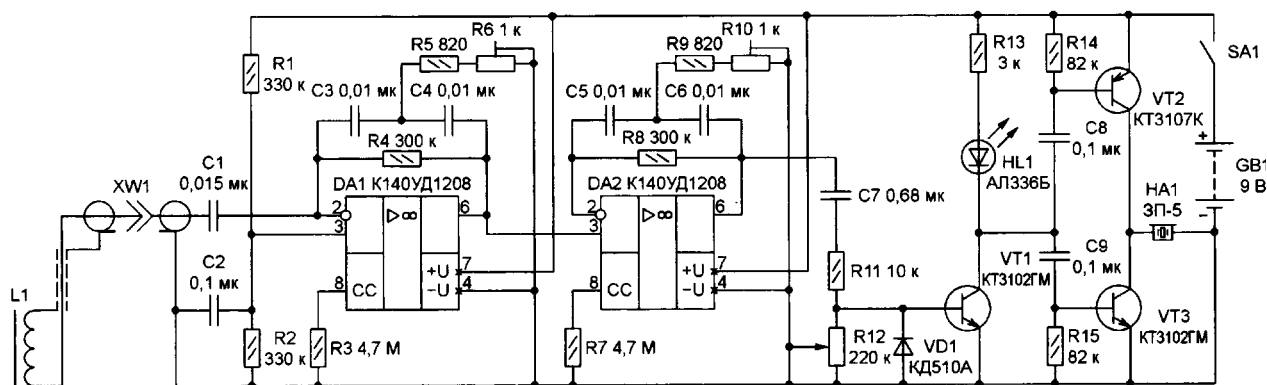 R1
330 к
R5 820
R6 1 к
C3 0,01 мк
C4 0,01 мк
R4 300 к
DA1 К140УД1208
2
3
8
6
7
4
▷∞
CC
+U
−U
C1
0,015 мк
XW1
C2
0,1 мк
L1
R2
330 к
R3 4,7 М
R9 820
R10 1 к
C5 0,01 мк
C6 0,01 мк
R8 300 к
DA2 К140УД1208
2
3
8
6
7
4
▷∞
CC
+U
−U
R7 4,7 М
C7 0,68 мк
R11 10 к
R12
220 к
VD1
КД510А
R13
3 к
HL1
АЛ336Б
VT1
КТ3102ГМ
R14
82 к
C8
0,1 мк
C9
0,1 мк
R15
82 к
VT2
КТ3107К
VT3
КТ3102ГМ
HA1
ЗП-5
SA1
+
GB1
9 В
−